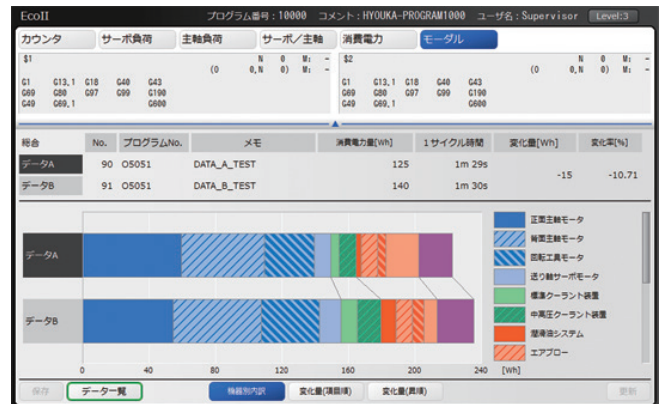 EcoII プログラム番号：10000 コメント：HYOUKA-PROGRAM1000 ユーザ名：Supervisor Level:3
カウンタ サーボ負荷 主軸負荷 サーボ／主軸 消費電力 モーダル
$1 N 0 M: -
(0 0,N 0) M: -
G1 G13.1 G18 G40 G43
G69 G80 G97 G99 G190
G49 G69.1 G600
$2 N 0 M: -
(0 0,N 0) M: -
G1 G13.1 G18 G40 G43
G69 G80 G97 G99 G190
G49 G69.1 G600
総合 No. プログラムNo. メモ 消費電力量[Wh] 1サイクル時間 変化量[Wh] 変化率[%]
データA 90 O5051 DATA_A_TEST 125 1m 29s
-15 -10.71
データB 91 O5051 DATA_B_TEST 140 1m 30s
データA
データB
0 40 80 120 160 200 240 [Wh]
正面主軸モータ
背面主軸モータ
回転工具モータ
送り軸サーボモータ
標準クーラント装置
中高圧クーラント装置
潤滑油システム
エアブロー
保存 データ一覧 機器別内訳 変化量(項目順) 変化量(異順) 更新